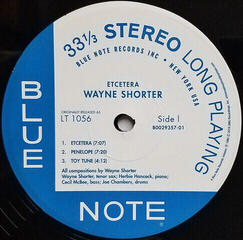 33 1/3 STEREO LONG PLAYING
BLUE NOTE RECORDS INC • NEW YORK USA
ETCETERA
WAYNE SHORTER
ORIGINALLY RELEASED AS
LT 1056
Side 1
B0029357-01
1. ETCETERA (7:07)
2. PENELOPE (7:20)
3. TOY TUNE (4:13)
All compositions by Wayne Shorter
Wayne Shorter, tenor sax; Herbie Hancock, piano;
Cecil McBee, bass; Joe Chambers, drums
BLUE
NOTE ®